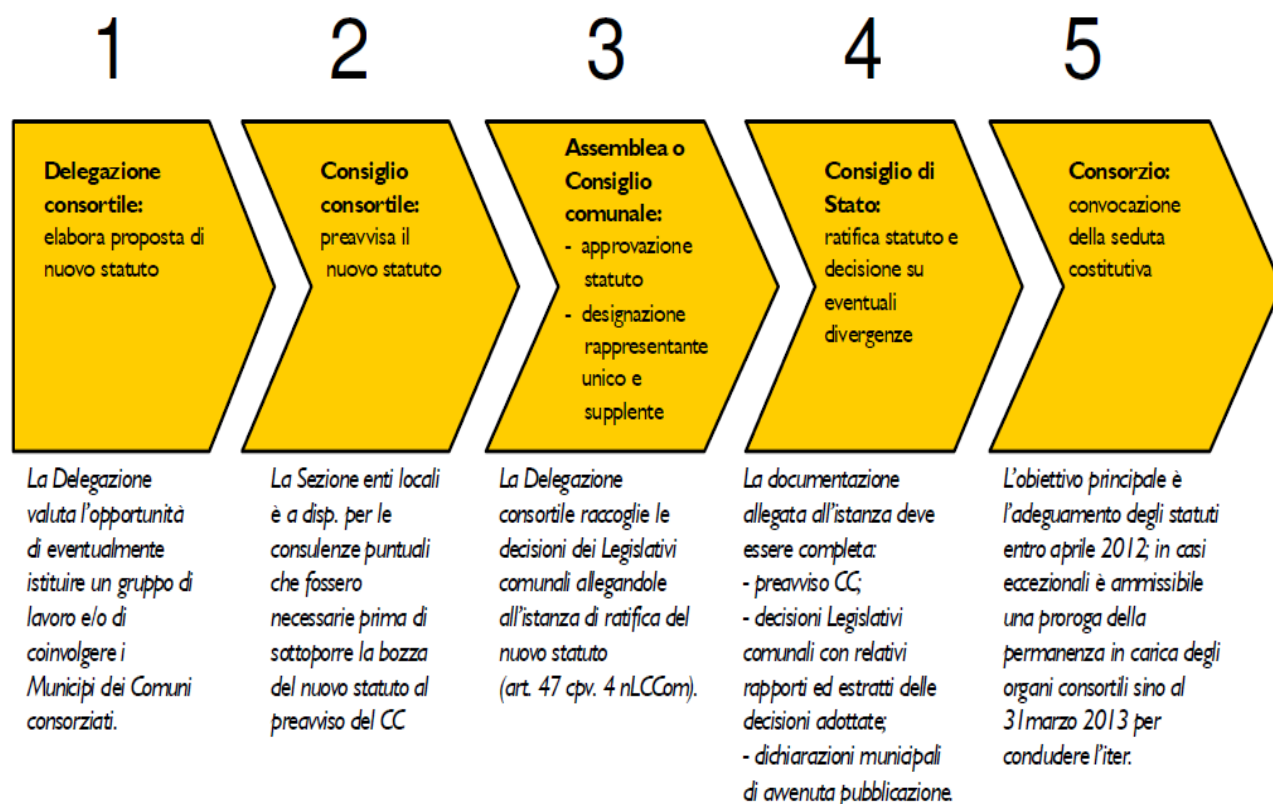 1
2
3
4
5
Delegazione
consortile:
elabora proposta di
nuovo statuto
Consiglio
consortile:
preavvisa il
nuovo statuto
Assemblea o
Consiglio
comunale:
- approvazione
statuto
- designazione
rappresentante
unico e
supplente
Consiglio di
Stato:
ratifica statuto e
decisione su
eventuali
divergenze
Consorzio:
convocazione
della seduta
costitutiva
La Delegazione
valuta l'opportunità
di eventualmente
istituire un gruppo di
lavoro e/o di
coinvolgere i
Municipi dei Comuni
consorziati.
La Sezione enti locali
è a disp. per le
consulenze puntuali
che fossero
necessarie prima di
sottoporre la bozza
del nuovo statuto al
preavviso del CC
La Delegazione
consortile raccoglie le
decisioni dei Legislativi
comunali allegandole
all'istanza di ratifica del
nuovo statuto
(art. 47 cpv. 4 nLCCom).
La documentazione
allegata all'istanza deve
essere completa:
- preavviso CC;
- decisioni Legislativi
comunali con relativi
rapporti ed estratti delle
decisioni adottate;
- dichiarazioni municipali
di avvenuta pubblicazione.
L'obiettivo principale è
l'adeguamento degli statuti
entro aprile 2012; in casi
eccezionali è ammissibile
una proroga della
permanenza in carica degli
organi consortili sino al
31marzo 2013 per
concludere l'iter.